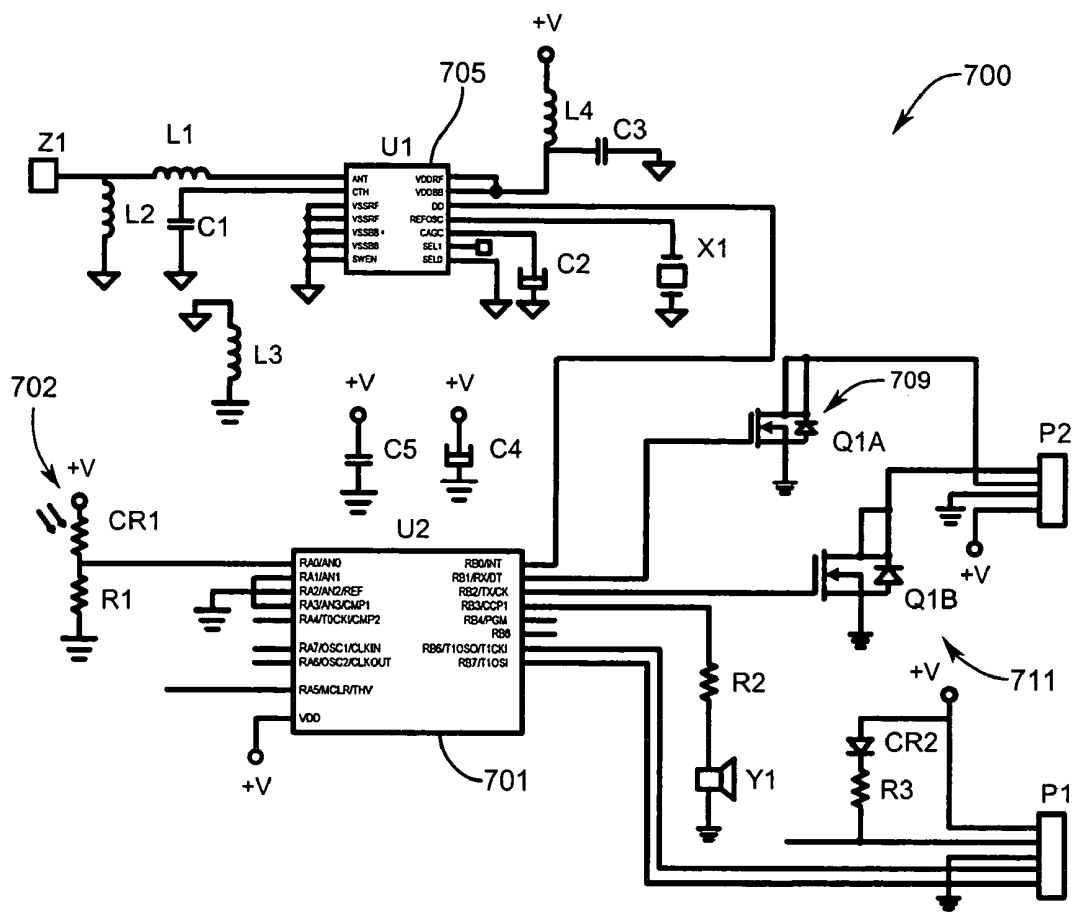 +V
705
700
L4
C3
Z1
L1
U1
L2
C1
ANT
CTH
VSSRF
VSSRF
VSSBB
VSSBB
SWEN
VDDRF
VDDBB
DO
REFOSC
CAGC
SEL1
SEL0
C2
X1
L3
702
+V
+V
709
C5
C4
Q1A
P2
+V
CR1
U2
R1
RA0/AN0
RA1/AN1
RA2/AN2/REF
RA3/AN3/CMP1
RA4/T0CKI/CMP2
RA7/OSC1/CLKIN
RA6/OSC2/CLKOUT
RA5/MCLR/THV
VDD
RB0/INT
RB1/RX/DT
RB2/TX/CK
RB3/CCP1
RB4/PGM
RB6/T1OSO/T1CKI
RB7/T1OSI
+V
Q1B
+V
711
R2
CR2
+V
701
Y1
R3
P1